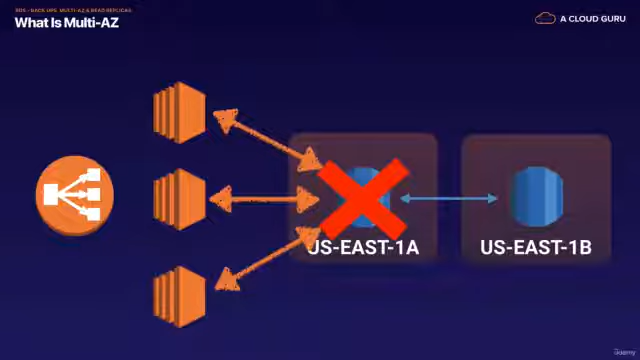 RDS - BACK UPS, MULTI-AZ & READ REPLICAS
What Is Multi-AZ
A CLOUD GURU
US-EAST-1A
US-EAST-1B
Udemy